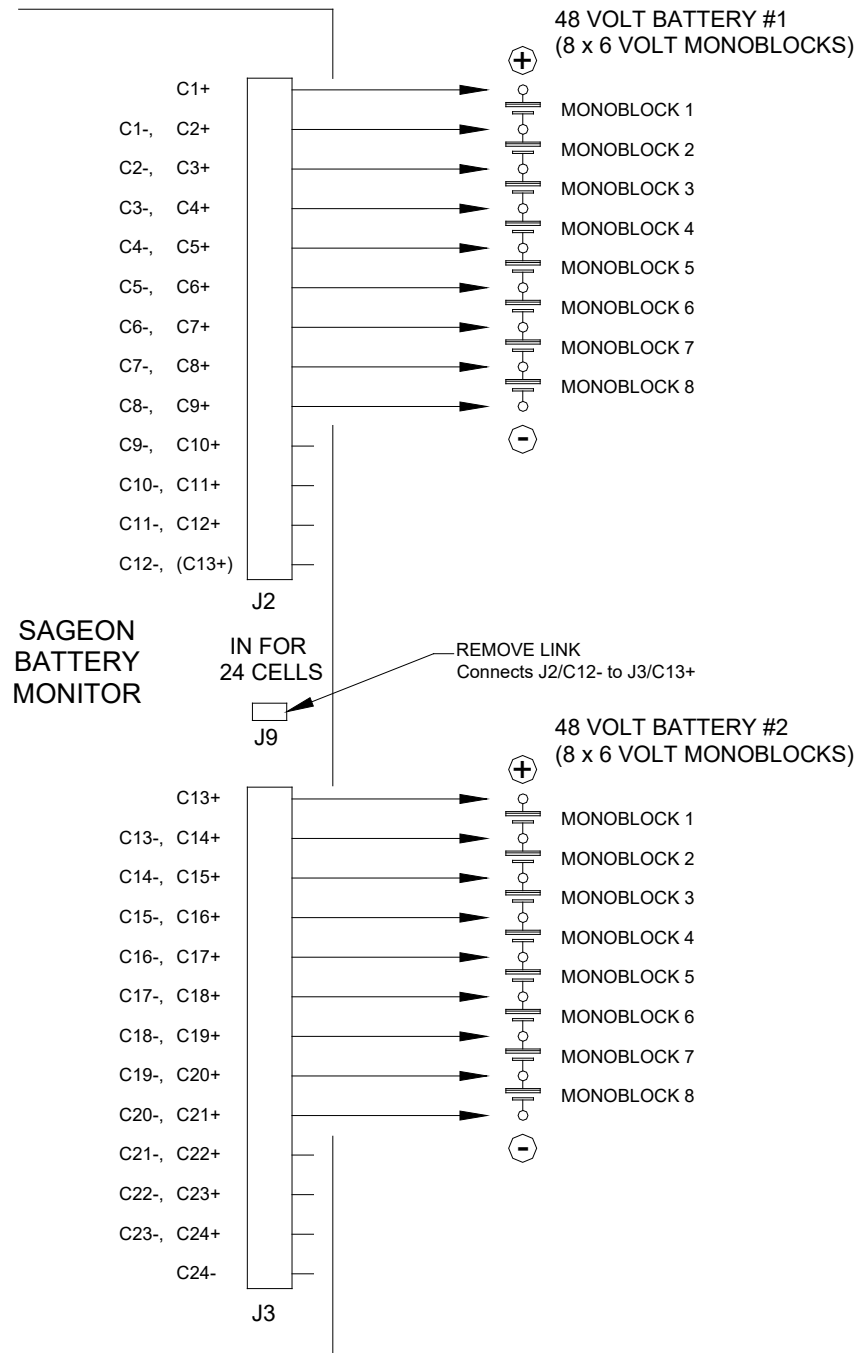 48 VOLT BATTERY #1
(8 x 6 VOLT MONOBLOCKS)
+
C1+
MONOBLOCK 1
C1-, C2+
MONOBLOCK 2
C2-, C3+
MONOBLOCK 3
C3-, C4+
MONOBLOCK 4
C4-, C5+
MONOBLOCK 5
C5-, C6+
MONOBLOCK 6
C6-, C7+
MONOBLOCK 7
C7-, C8+
MONOBLOCK 8
C8-, C9+
-
C9-, C10+
C10-, C11+
C11-, C12+
C12-, (C13+)
J2
SAGEON
BATTERY
MONITOR
IN FOR
24 CELLS
REMOVE LINK
Connects J2/C12- to J3/C13+
J9
48 VOLT BATTERY #2
(8 x 6 VOLT MONOBLOCKS)
+
C13+
MONOBLOCK 1
C13-, C14+
MONOBLOCK 2
C14-, C15+
MONOBLOCK 3
C15-, C16+
MONOBLOCK 4
C16-, C17+
MONOBLOCK 5
C17-, C18+
MONOBLOCK 6
C18-, C19+
MONOBLOCK 7
C19-, C20+
MONOBLOCK 8
C20-, C21+
-
C21-, C22+
C22-, C23+
C23-, C24+
C24-
J3